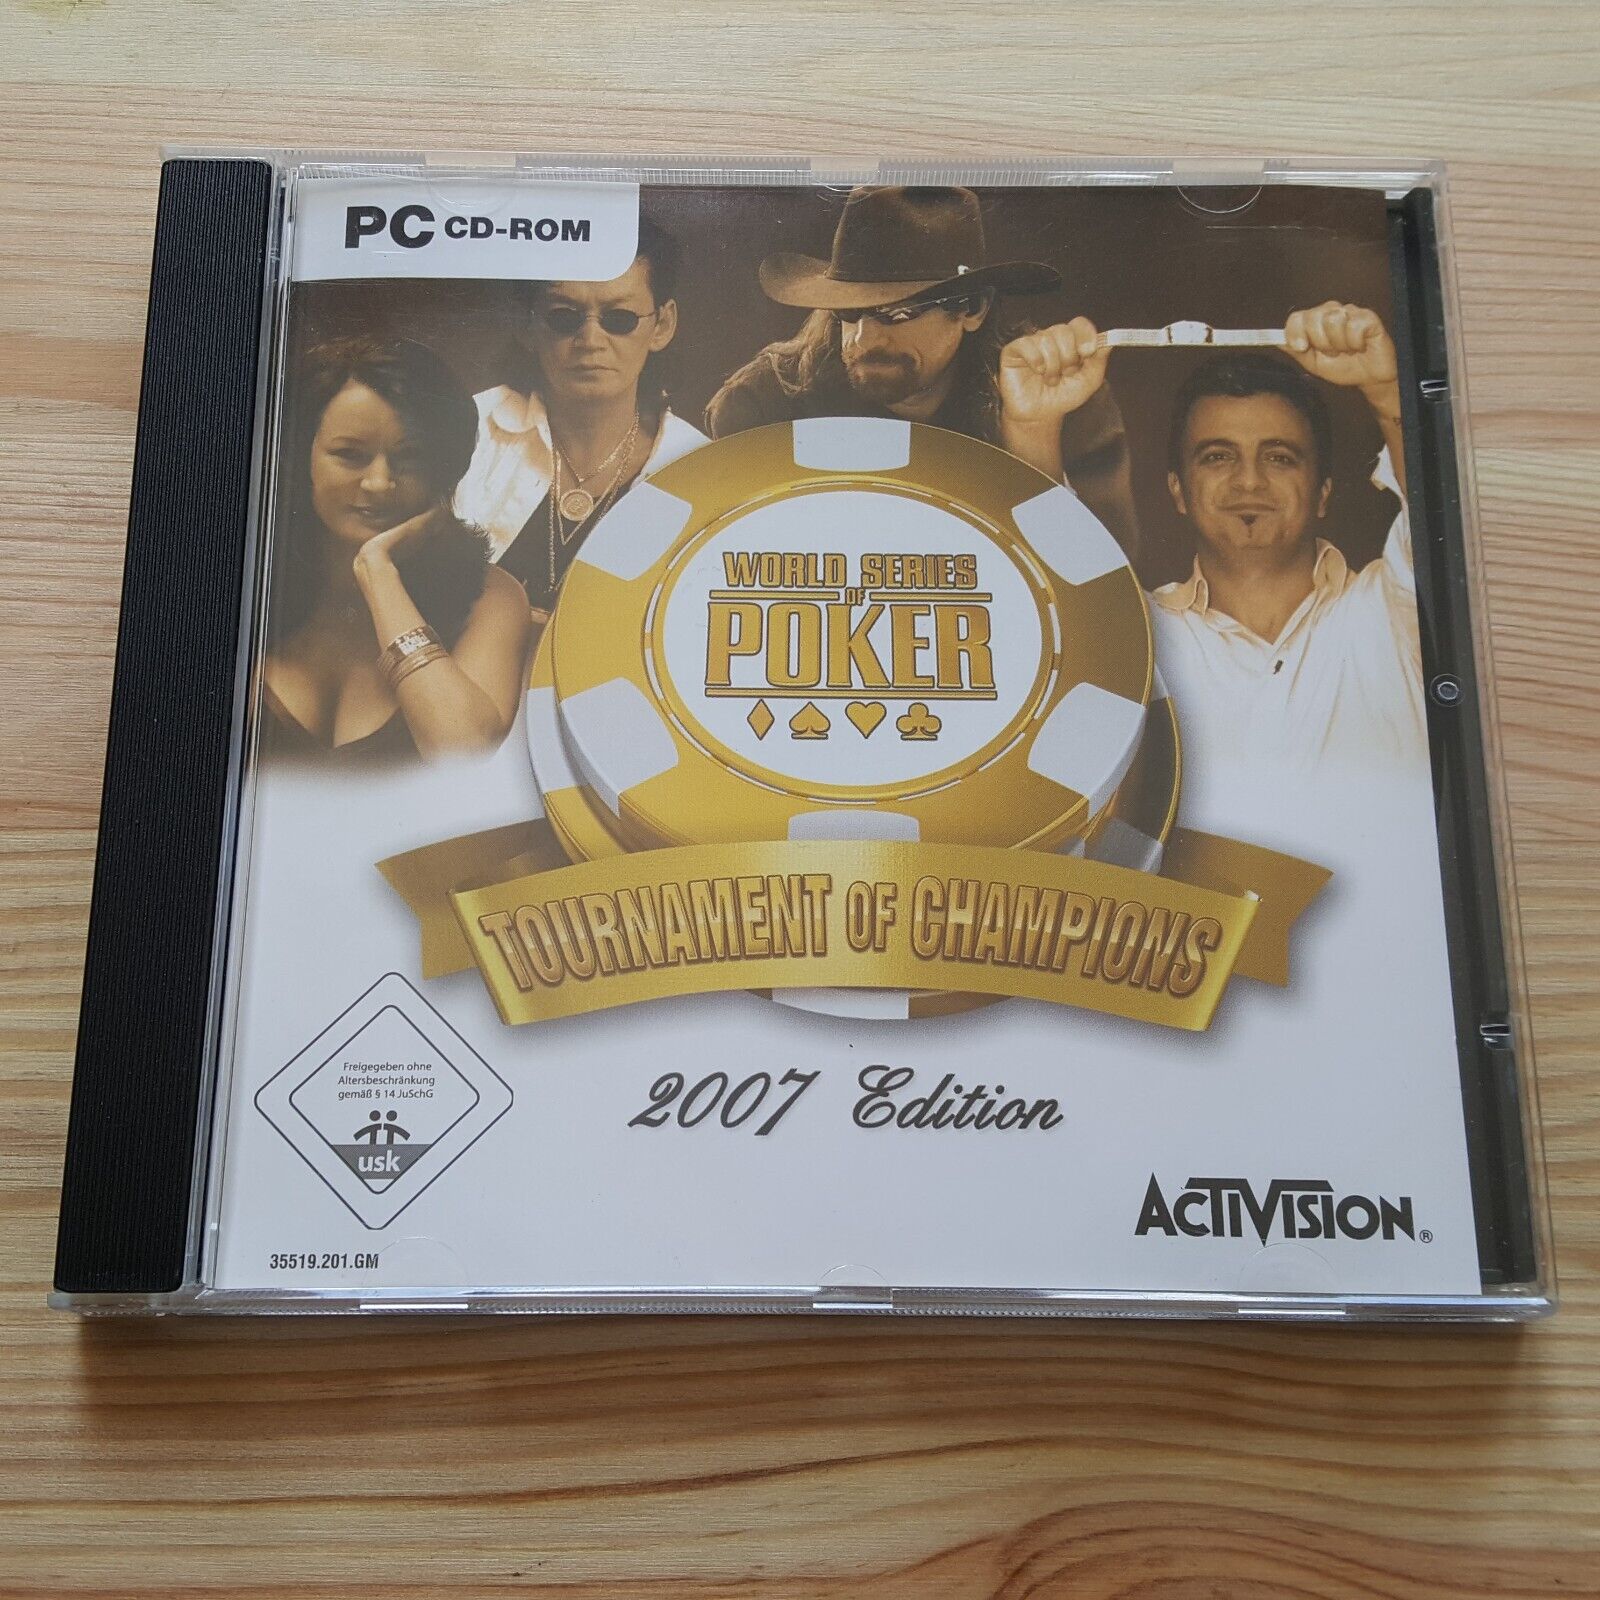 PC CD-ROM
WORLD SERIES
OF
POKER
TOURNAMENT OF CHAMPIONS
2007 Edition
Freigegeben ohne
Altersbeschränkung
gemäß § 14 JuSchG
usk
ACTIVISION®
35519.201.GM